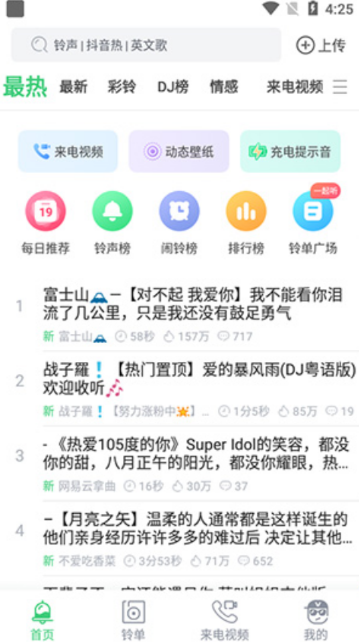 4:25
铃声 | 抖音热 | 英文歌
上传
最热 最新 彩铃 DJ榜 情感 来电视频
来电视频 动态壁纸 充电提示音
19
一起听
每日推荐 铃声榜 闹铃榜 排行榜 铃单广场
1
富士山🗻—【对不起 我爱你】我不能看你泪
流了几公里，只是我还没有鼓足勇气
新 富士山🗻 58秒 157万 717
2
战子羅❗【热门置顶】爱的暴风雨(DJ粤语版)
欢迎收听🎶
新 战子羅❗【努力涨粉中💥】... 1分5秒 85万 19
3
- 《热爱105度的你》Super Idol的笑容，都没
你的甜，八月正午的阳光，都没你耀眼，热...
新 网易云拿曲 16秒 30万 37
4
–【月亮之矢】温柔的人通常都是这样诞生的
他们亲身经历许许多多的难过后 决定让其他...
新 不爱吃香菜 3分53秒 71万 652
首页 铃单 来电视频 我的